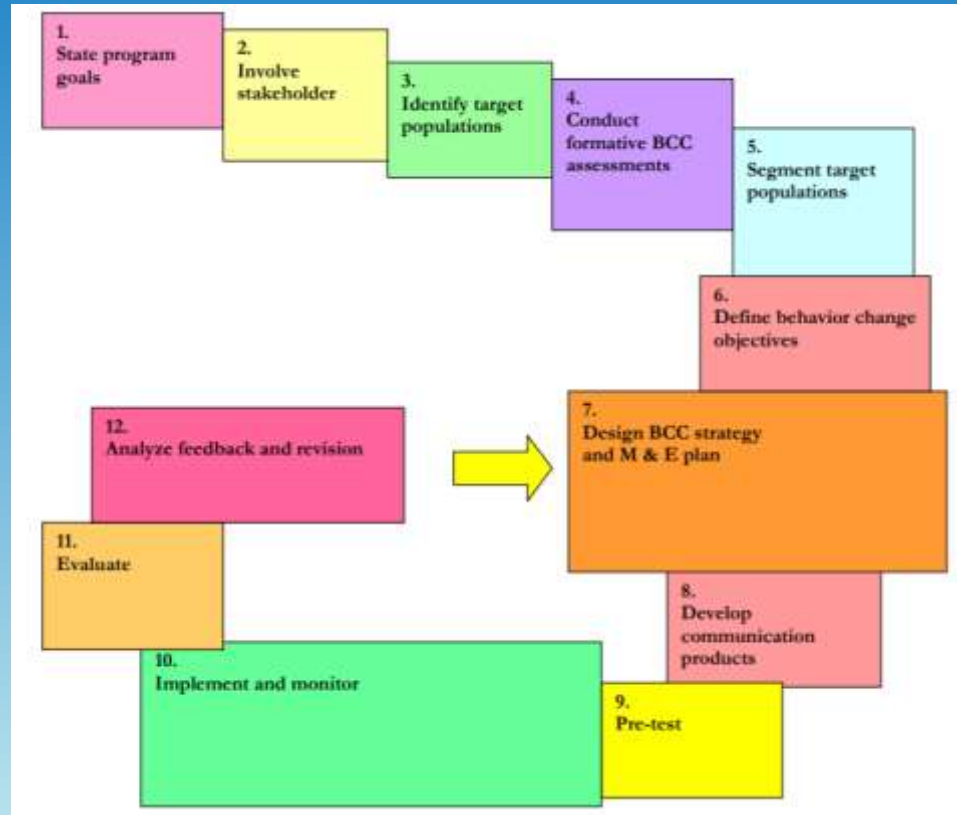 1.
State program
goals
2.
Involve
stakeholder
3.
Identify target
populations
4.
Conduct
formative BCC
assessments
5.
Segment target
populations
6.
Define behavior change
objectives
7.
Design BCC strategy
and M & E plan
8.
Develop
communication
products
9.
Pre-test
10.
Implement and monitor
11.
Evaluate
12.
Analyze feedback and revision